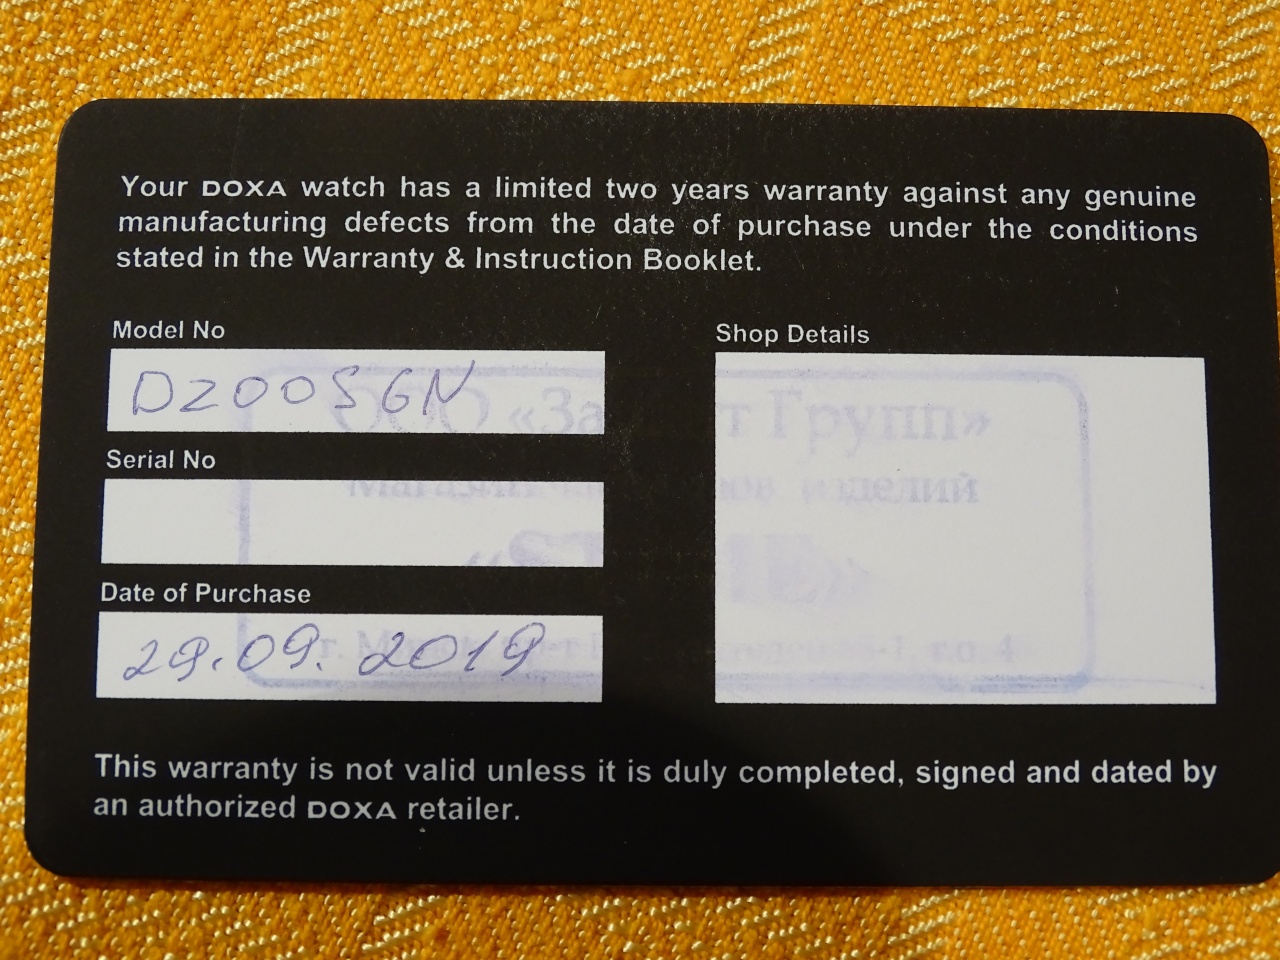 Your DOXA watch has a limited two years warranty against any genuine
manufacturing defects from the date of purchase under the conditions
stated in the Warranty & Instruction Booklet.
Model No
D200SGN
Serial No
Date of Purchase
29.09.2019
Shop Details
ООО Групп»
изделий
This warranty is not valid unless it is duly completed, signed and dated by
an authorized DOXA retailer.